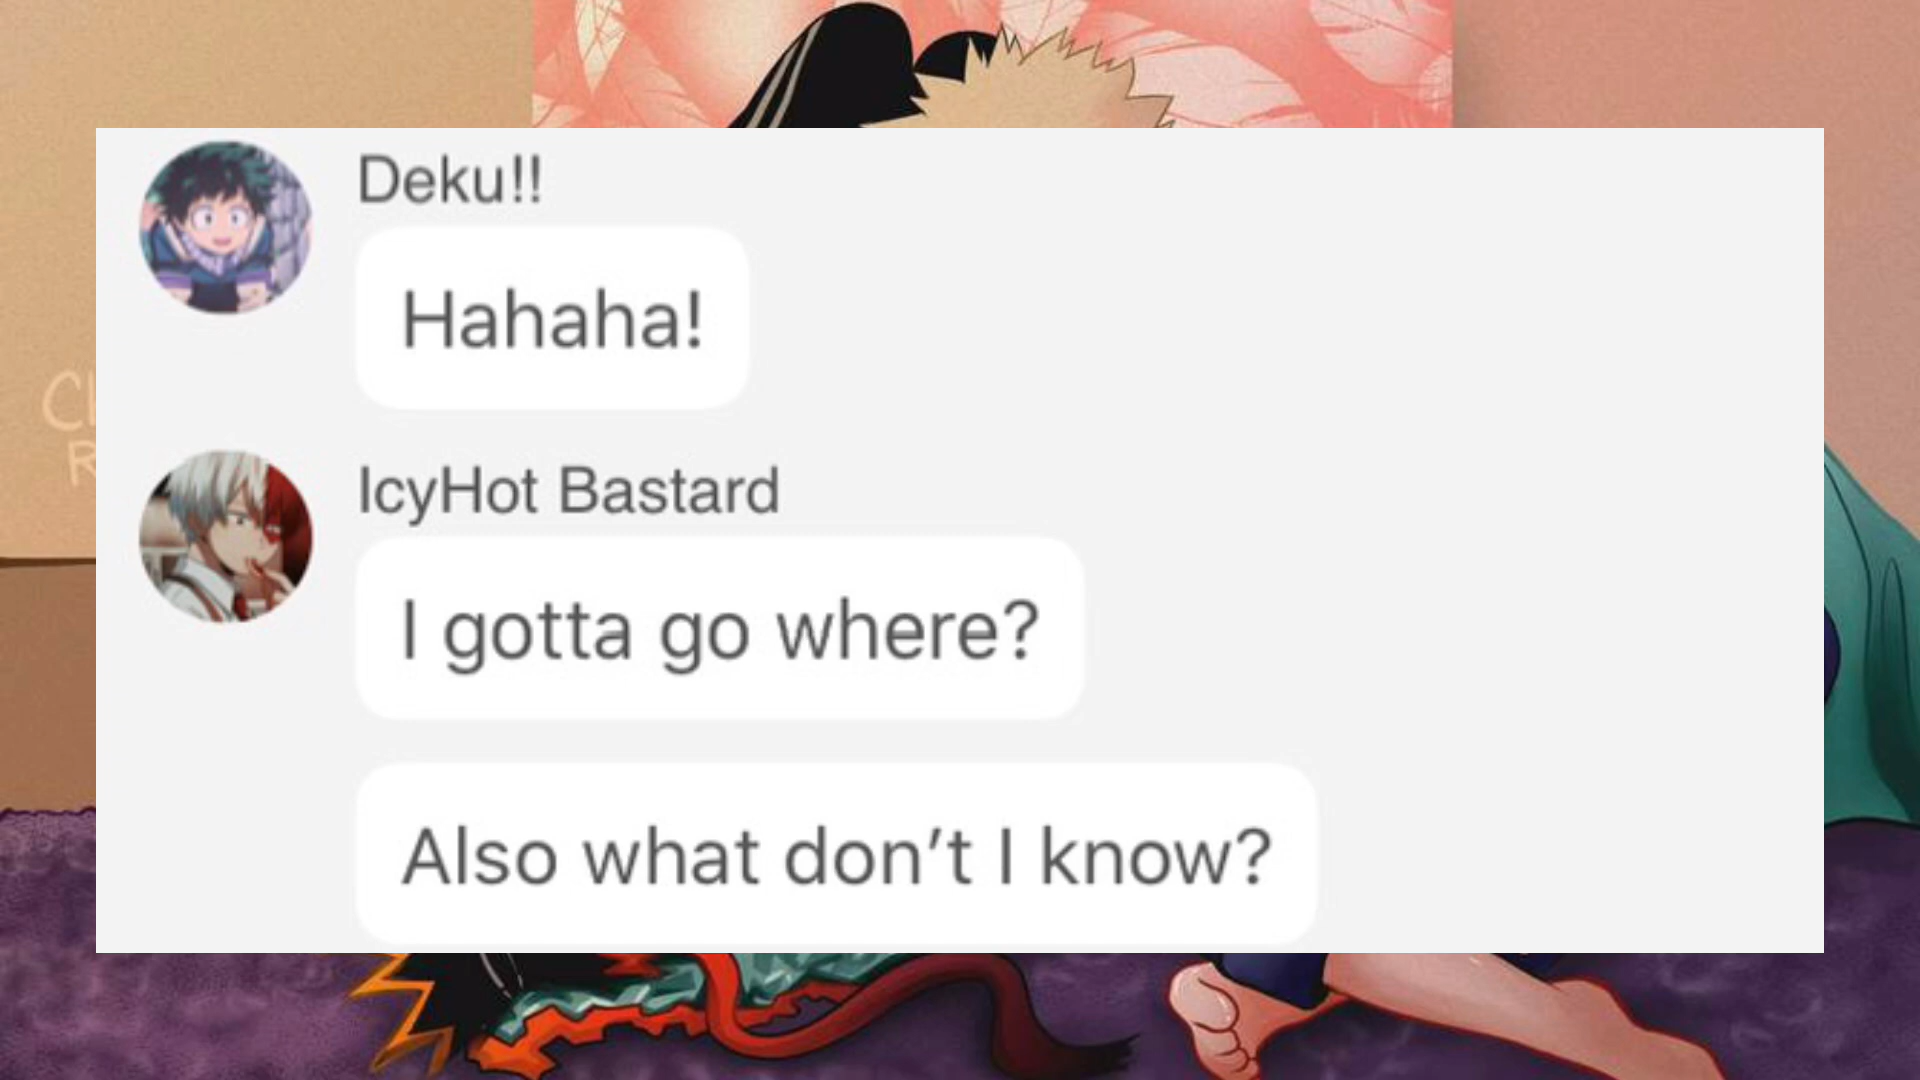 Deku!!
Hahaha!
IcyHot Bastard
I gotta go where?
Also what don’t I know?